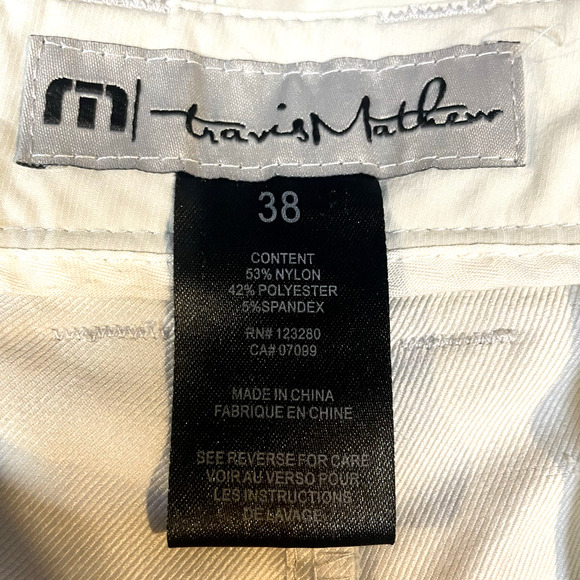 travisMathew
38
CONTENT
53% NYLON
42% POLYESTER
5%SPANDEX
RN# 123280
CA# 07099
MADE IN CHINA
FABRIQUE EN CHINE
SEE REVERSE FOR CARE
VOIR AU VERSO POUR
LES INSTRUCTIONS
DE LAVAGE